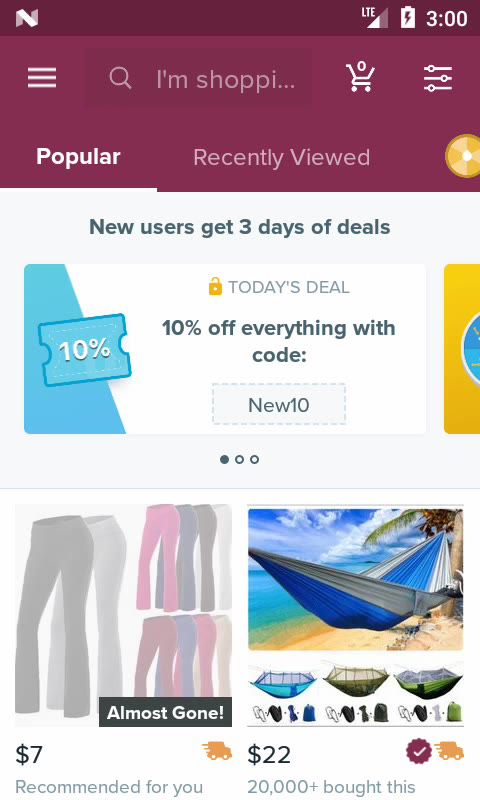 LTE 3:00
I'm shoppi... 0
Popular Recently Viewed
New users get 3 days of deals
TODAY'S DEAL
10% off everything with
code:
10%
New10
Almost Gone!
$7 $22
Recommended for you 20,000+ bought this